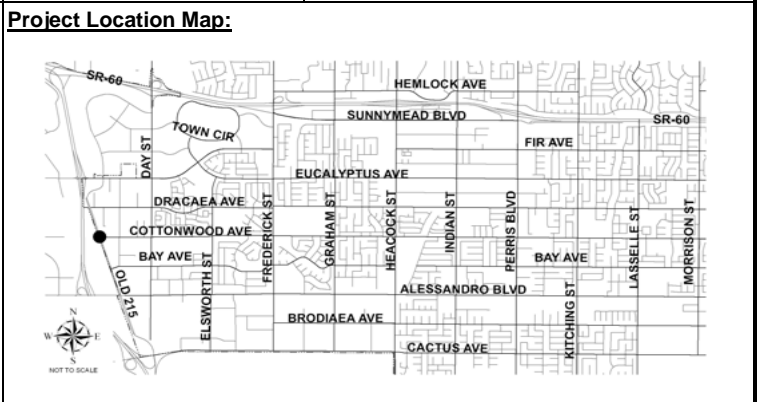 Project Location Map:
SR-60
HEMLOCK AVE
SUNNYMEAD BLVD
SR-60
TOWN CIR
FIR AVE
DAY ST
EUCALYPTUS AVE
DRACAEA AVE
FREDERICK ST
GRAHAM ST
HEACOCK ST
INDIAN ST
PERRIS BLVD
LASSELLE ST
MORRISON ST
COTTONWOOD AVE
BAY AVE
BAY AVE
OLD 215
ELSWORTH ST
ALESSANDRO BLVD
KITCHING ST
BRODIAEA AVE
CACTUS AVE
N
W E
S
NOT TO SCALE